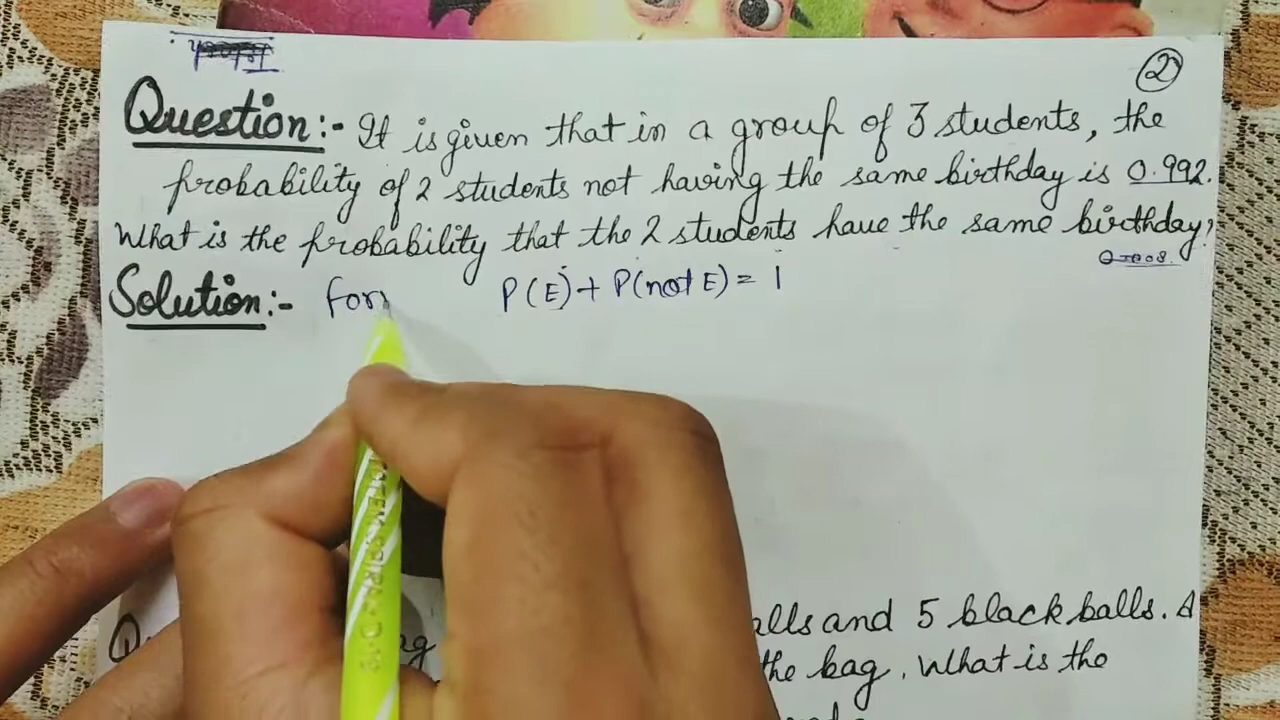 ②
Question:- It is given that in a group of 3 students, the
probability of 2 students not having the same birthday is 0.992.
What is the probability that the 2 students have the same birthday?
0.008
Solution:- For P(E) + P(not E) = 1
alls and 5 black balls. A
ag the bag. What is the